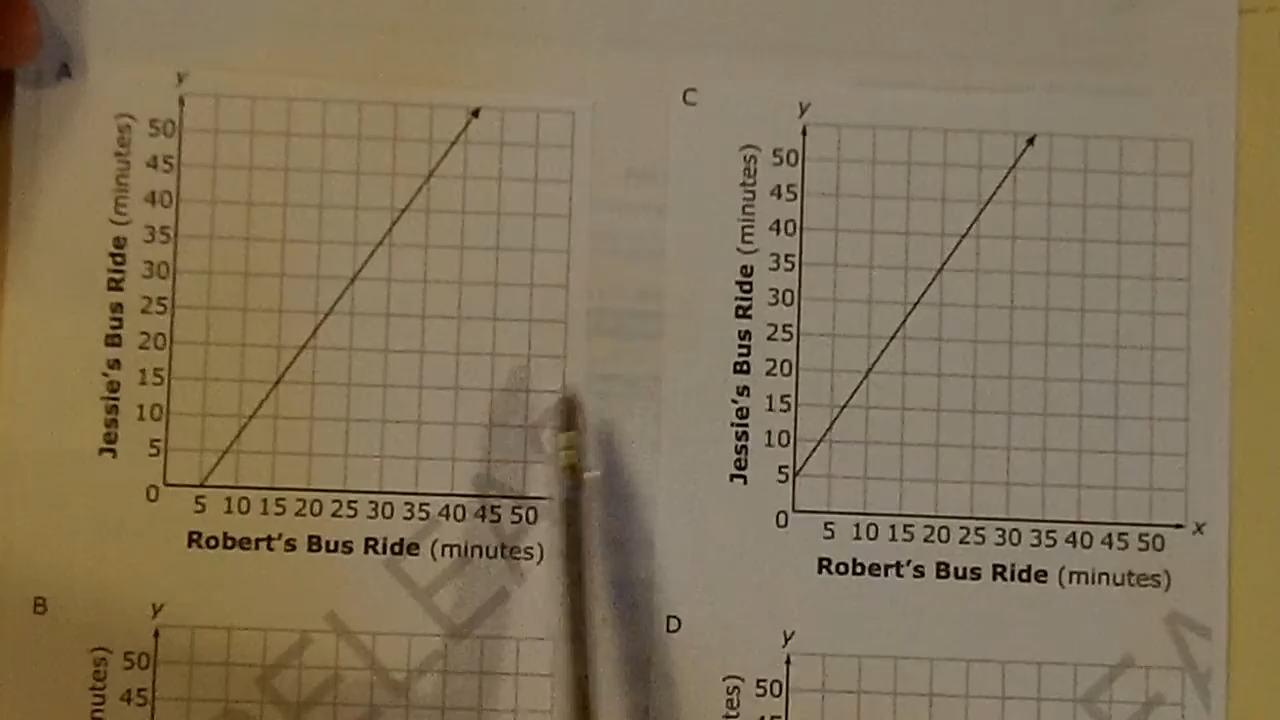 A
y
50
45
40
35
30
25
20
15
10
5
0
5 10 15 20 25 30 35 40 45 50
Jessie's Bus Ride (minutes)
Robert's Bus Ride (minutes)
C
y
50
45
40
35
30
25
20
15
10
5
0
5 10 15 20 25 30 35 40 45 50
x
Jessie's Bus Ride (minutes)
Robert's Bus Ride (minutes)
B
y
50
45
nutes)
D
y
50
tes)